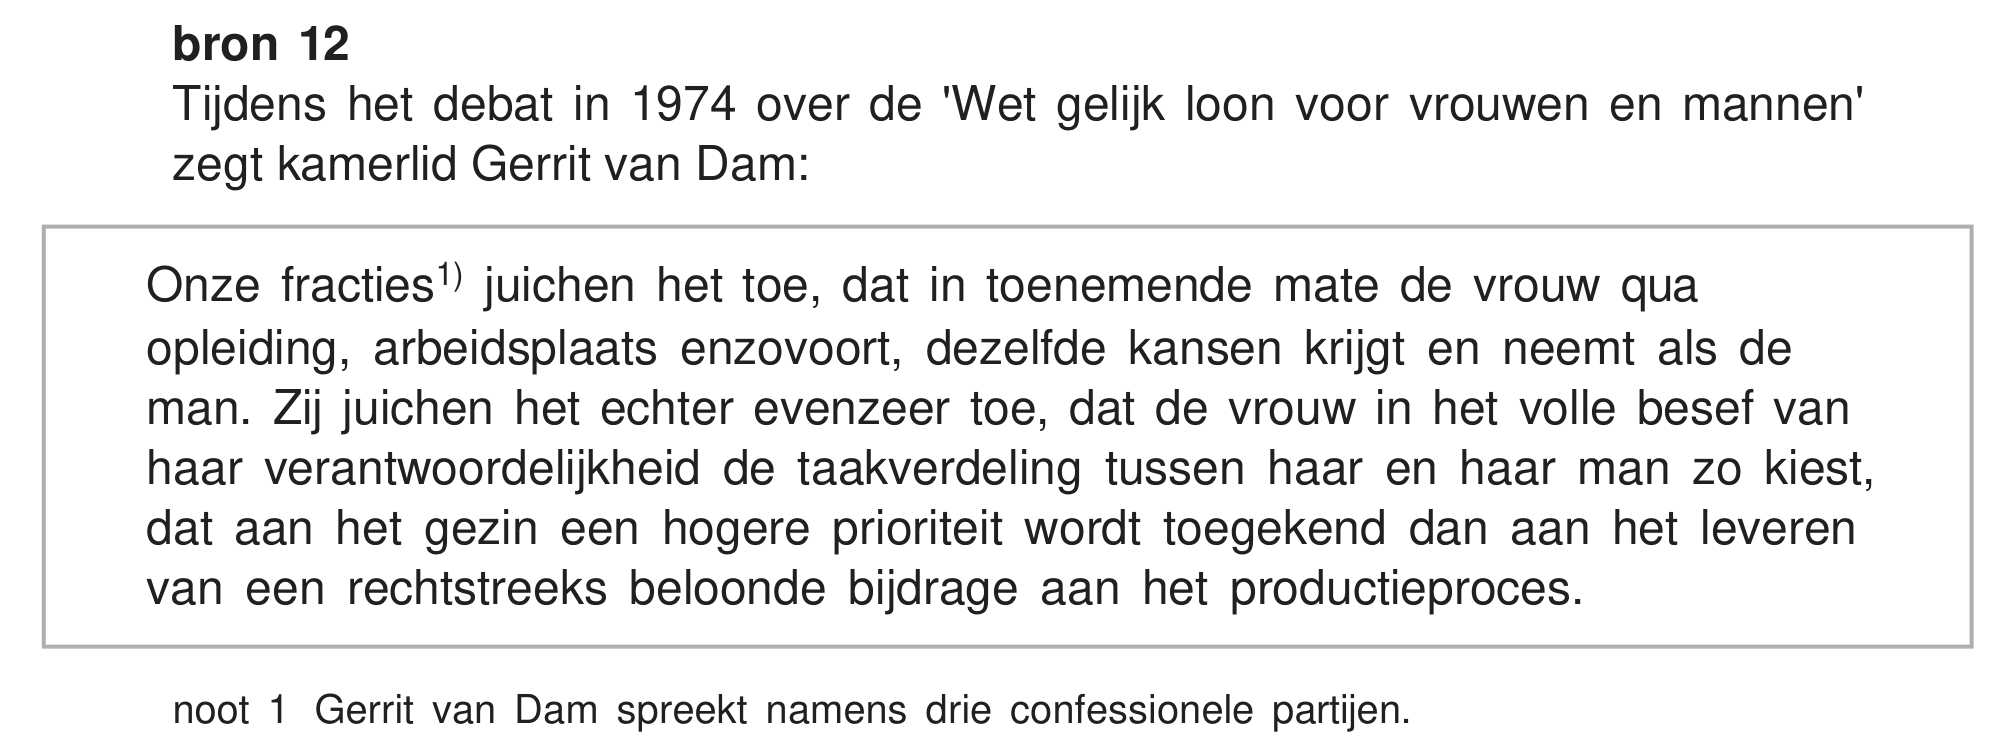 bron 12
Tijdens het debat in 1974 over de 'Wet gelijk loon voor vrouwen en mannen'
zegt kamerlid Gerrit van Dam:
Onze fracties1) juichen het toe, dat in toenemende mate de vrouw qua
opleiding, arbeidsplaats enzovoort, dezelfde kansen krijgt en neemt als de
man. Zij juichen het echter evenzeer toe, dat de vrouw in het volle besef van
haar verantwoordelijkheid de taakverdeling tussen haar en haar man zo kiest,
dat aan het gezin een hogere prioriteit wordt toegekend dan aan het leveren
van een rechtstreeks beloonde bijdrage aan het productieproces.
noot 1 Gerrit van Dam spreekt namens drie confessionele partijen.